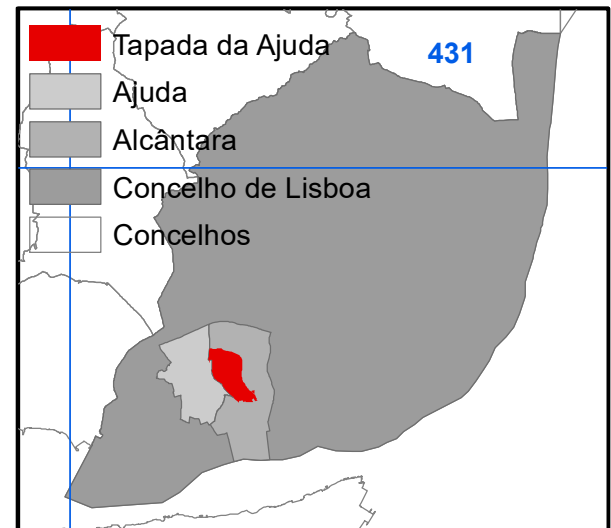 Tapada da Ajuda
431
Ajuda
Alcântara
Concelho de Lisboa
Concelhos